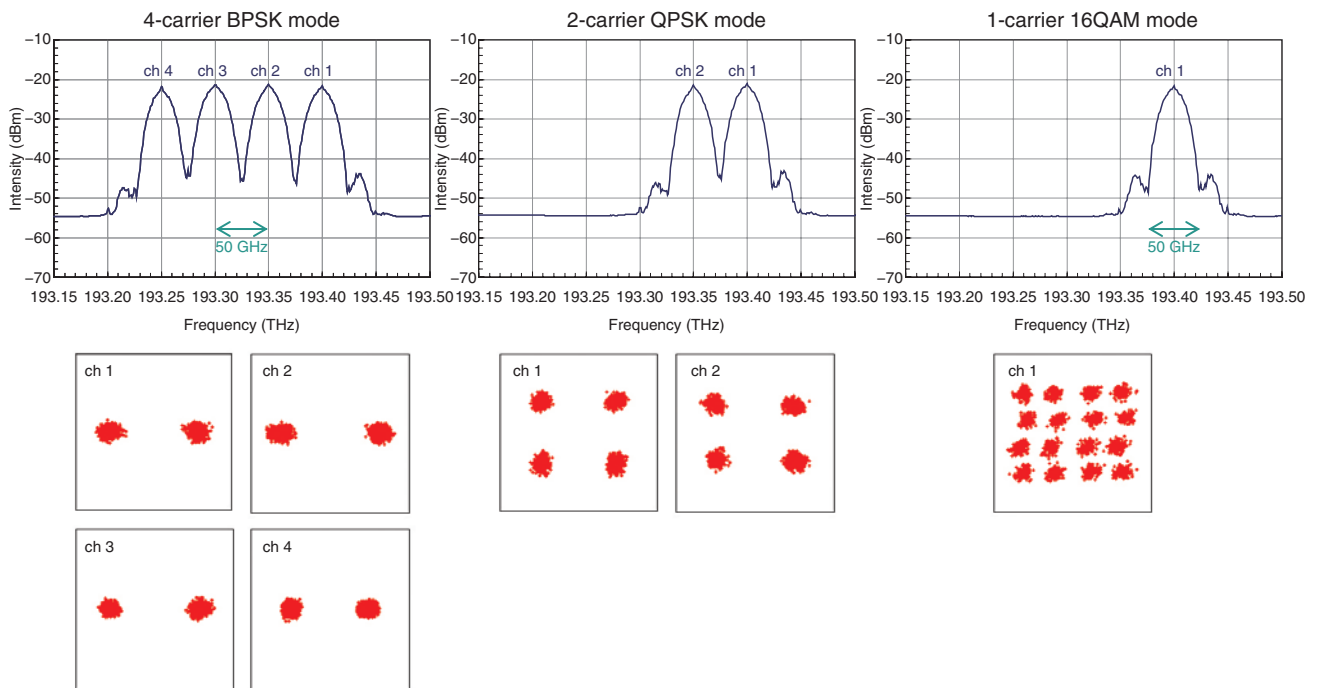 4-carrier BPSK mode
2-carrier QPSK mode
1-carrier 16QAM mode
Intensity (dBm)
−10
−20
−30
−40
−50
−60
−70
ch 4 ch 3 ch 2 ch 1
50 GHz
193.15 193.20 193.25 193.30 193.35 193.40 193.45 193.50
Frequency (THz)
Intensity (dBm)
−10
−20
−30
−40
−50
−60
−70
ch 2 ch 1
193.15 193.20 193.25 193.30 193.35 193.40 193.45 193.50
Frequency (THz)
Intensity (dBm)
−10
−20
−30
−40
−50
−60
−70
ch 1
50 GHz
193.15 193.20 193.25 193.30 193.35 193.40 193.45 193.50
Frequency (THz)
ch 1
ch 2
ch 3
ch 4
ch 1
ch 2
ch 1